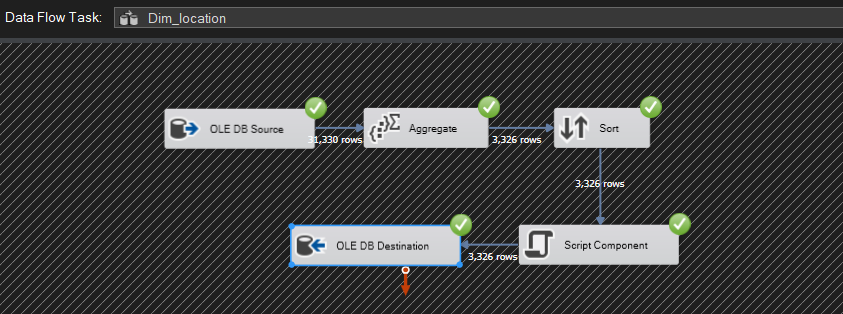 Data Flow Task: Dim_location
OLE DB Source
31,330 rows
Aggregate
3,326 rows
Sort
3,326 rows
OLE DB Destination
3,326 rows
Script Component